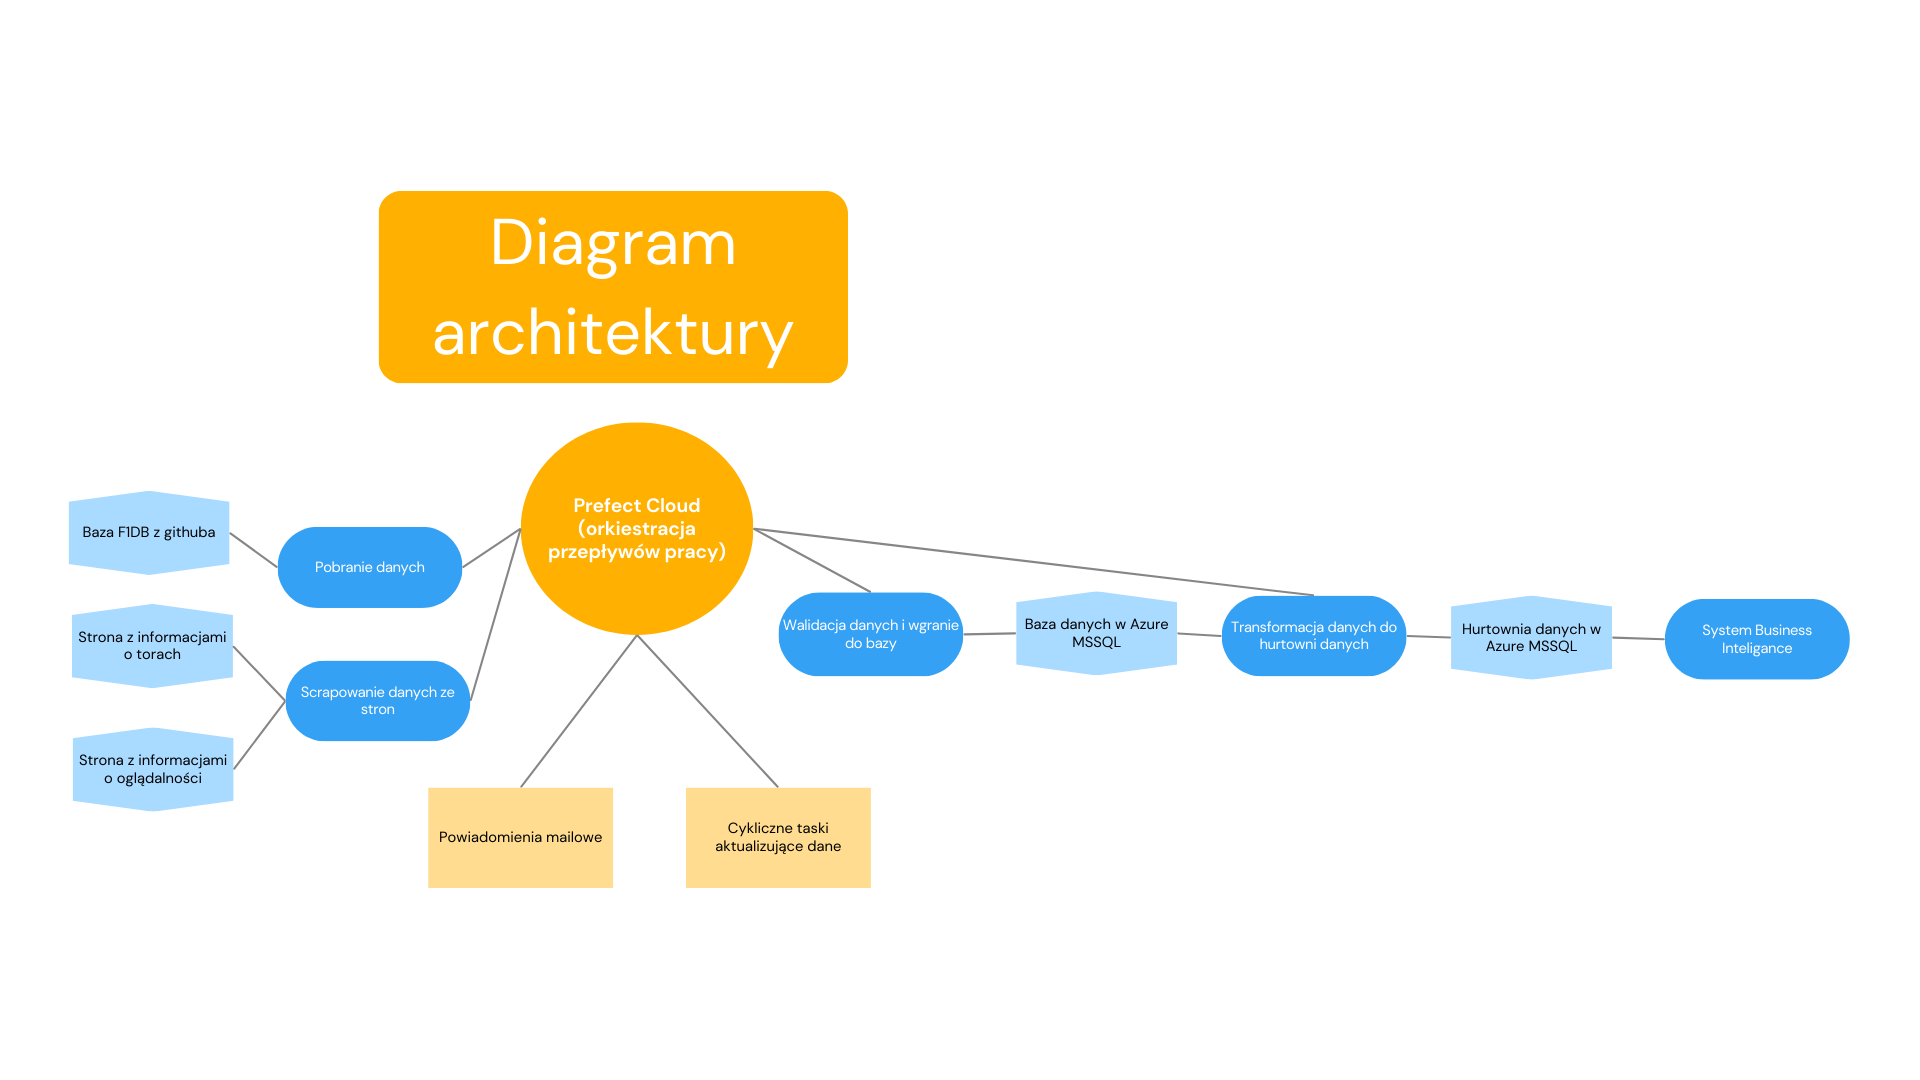 Diagram
architektury
Prefect Cloud
(orkiestracja
przepływów pracy)
Baza F1DB z githuba
Pobranie danych
Strona z informacjami
o torach
Scrapowanie danych ze
stron
Strona z informacjami
o oglądalności
Powiadomienia mailowe
Cykliczne taski
aktualizujące dane
Walidacja danych i wgranie
do bazy
Baza danych w Azure
MSSQL
Transformacja danych do
hurtowni danych
Hurtownia danych w
Azure MSSQL
System Business
Inteligance